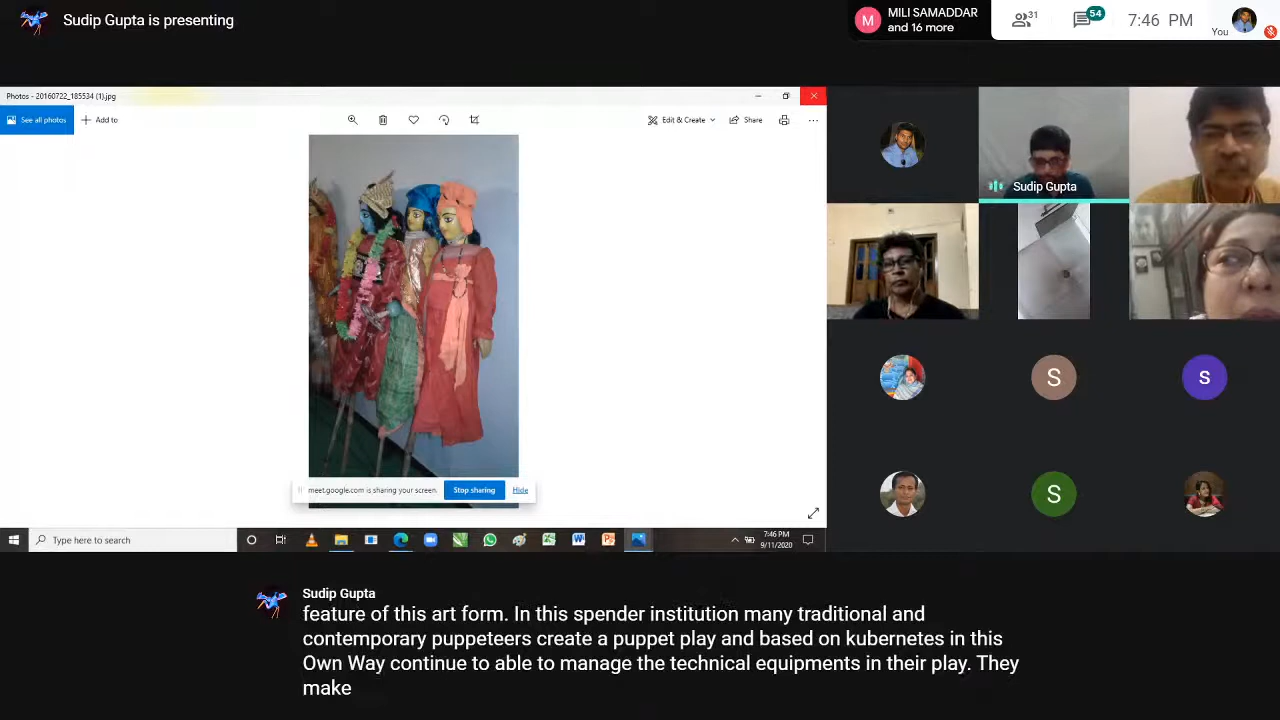 Sudip Gupta is presenting
M
MILI SAMADDAR
and 16 more
31
54
7:46 PM
You
Photos - 20160722_185534 (1).jpg
See all photos
Add to
Edit & Create
Share
Sudip Gupta
S
S
S
meet.google.com is sharing your screen.
Stop sharing
Hide
Type here to search
7:46 PM
9/11/2020
Sudip Gupta
feature of this art form. In this spender institution many traditional and
contemporary puppeteers create a puppet play and based on kubernetes in this
Own Way continue to able to manage the technical equipments in their play. They
make